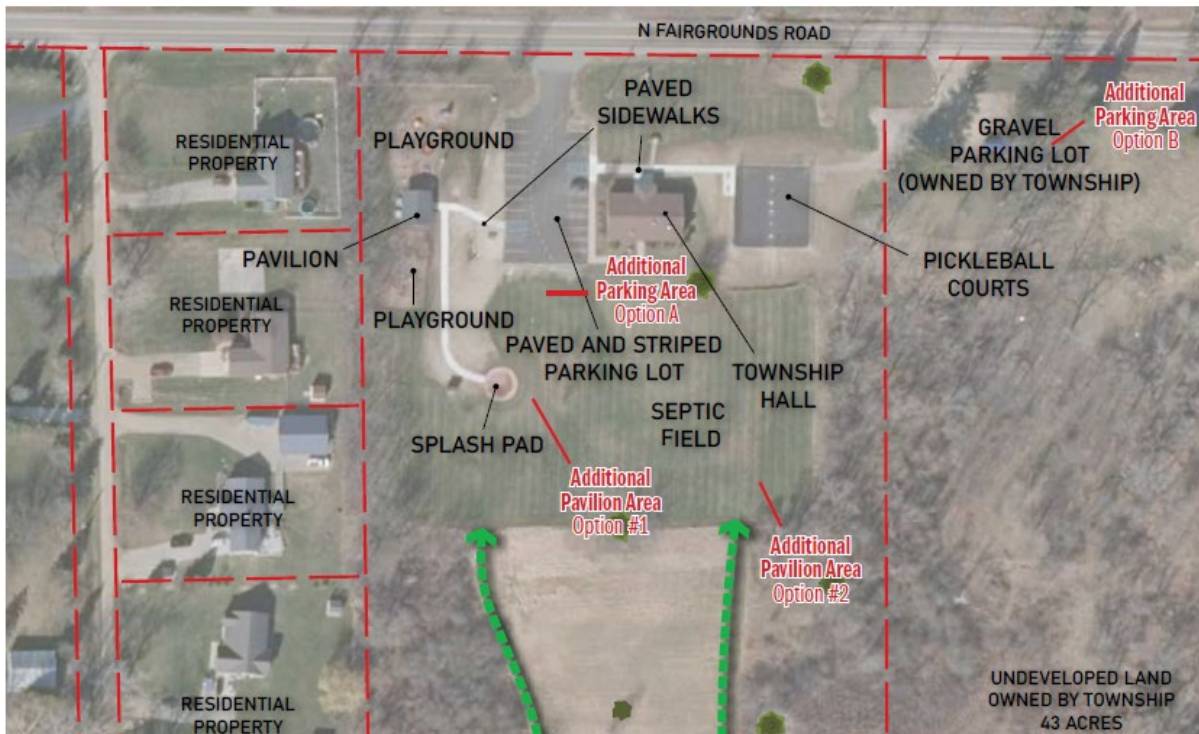 N FAIRGROUNDS ROAD
PAVED
SIDEWALKS
PLAYGROUND
RESIDENTIAL
PROPERTY
Additional
Parking Area
Option B
GRAVEL
PARKING LOT
(OWNED BY TOWNSHIP)
PAVILION
PICKLEBALL
COURTS
Additional
Parking Area
Option A
RESIDENTIAL
PROPERTY
PLAYGROUND
PAVED AND STRIPED
PARKING LOT
TOWNSHIP
HALL
SEPTIC
FIELD
SPLASH PAD
Additional
Pavilion Area
Option #1
RESIDENTIAL
PROPERTY
Additional
Pavilion Area
Option #2
RESIDENTIAL
PROPERTY
UNDEVELOPED LAND
OWNED BY TOWNSHIP
43 ACRES